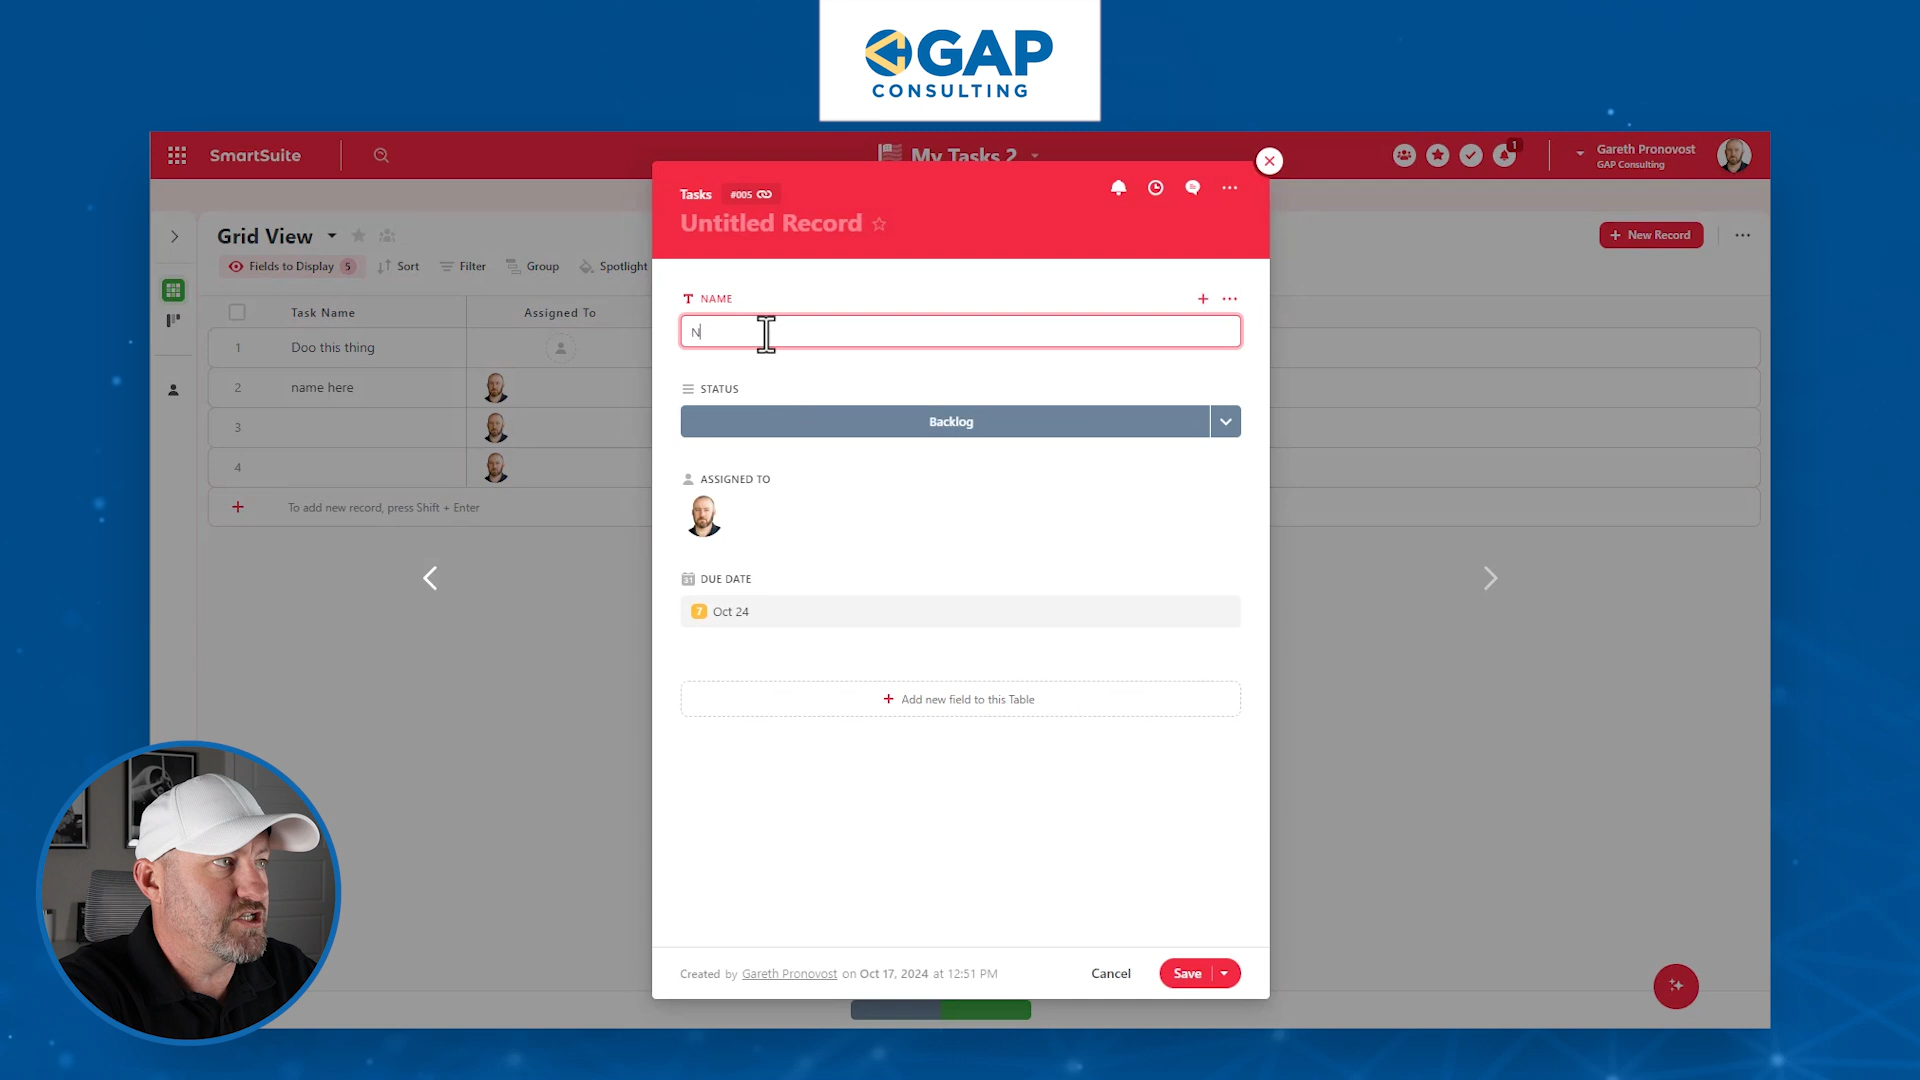 GAP
CONSULTING
SmartSuite
My Tasks 2
1
Gareth Pronovost
GAP Consulting
Tasks
#005
Untitled Record
Grid View
New Record
Fields to Display 5
Sort
Filter
Group
Spotlight
NAME
N
Task Name
Assigned To
1
Doo this thing
2
name here
3
4
To add new record, press Shift + Enter
STATUS
Backlog
ASSIGNED TO
31
DUE DATE
7
Oct 24
Add new field to this Table
Created by Gareth Pronovost on Oct 17, 2024 at 12:51 PM
Cancel
Save